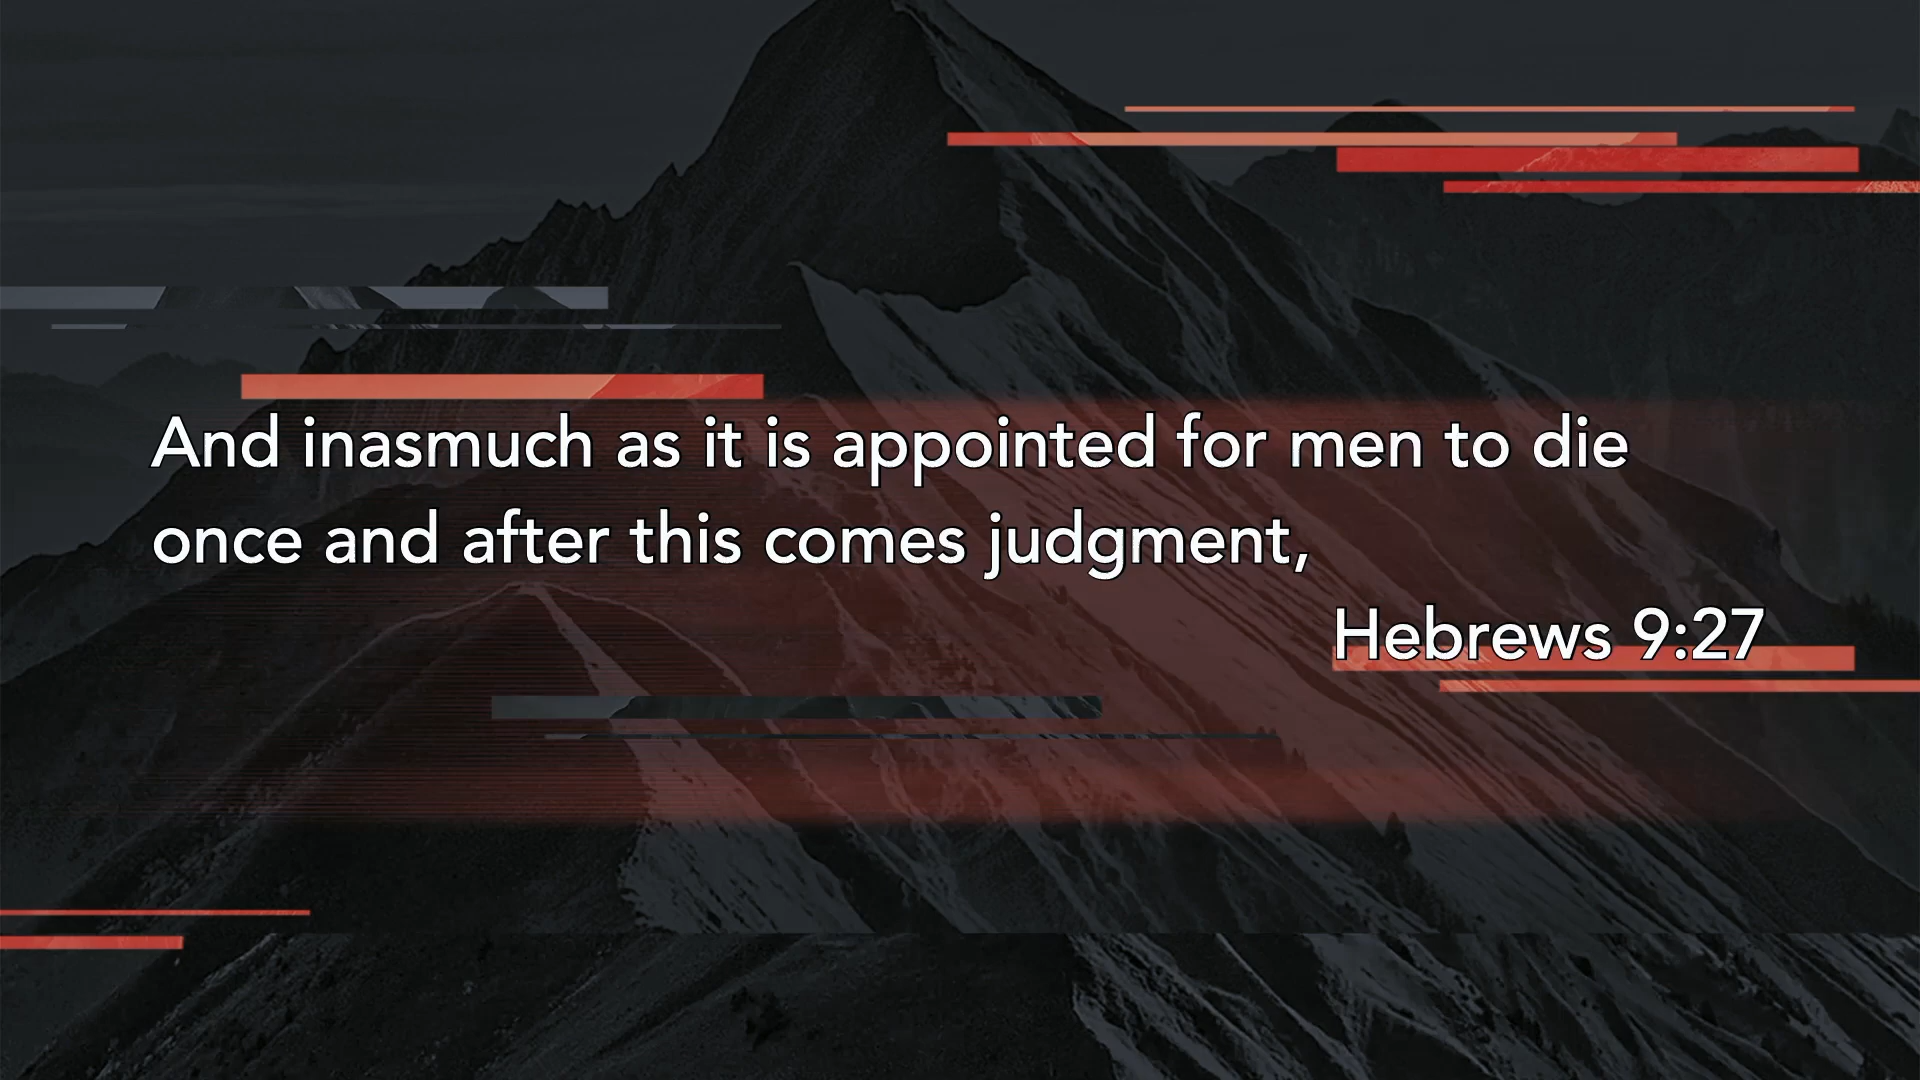 And inasmuch as it is appointed for men to die
once and after this comes judgment,
Hebrews 9:27